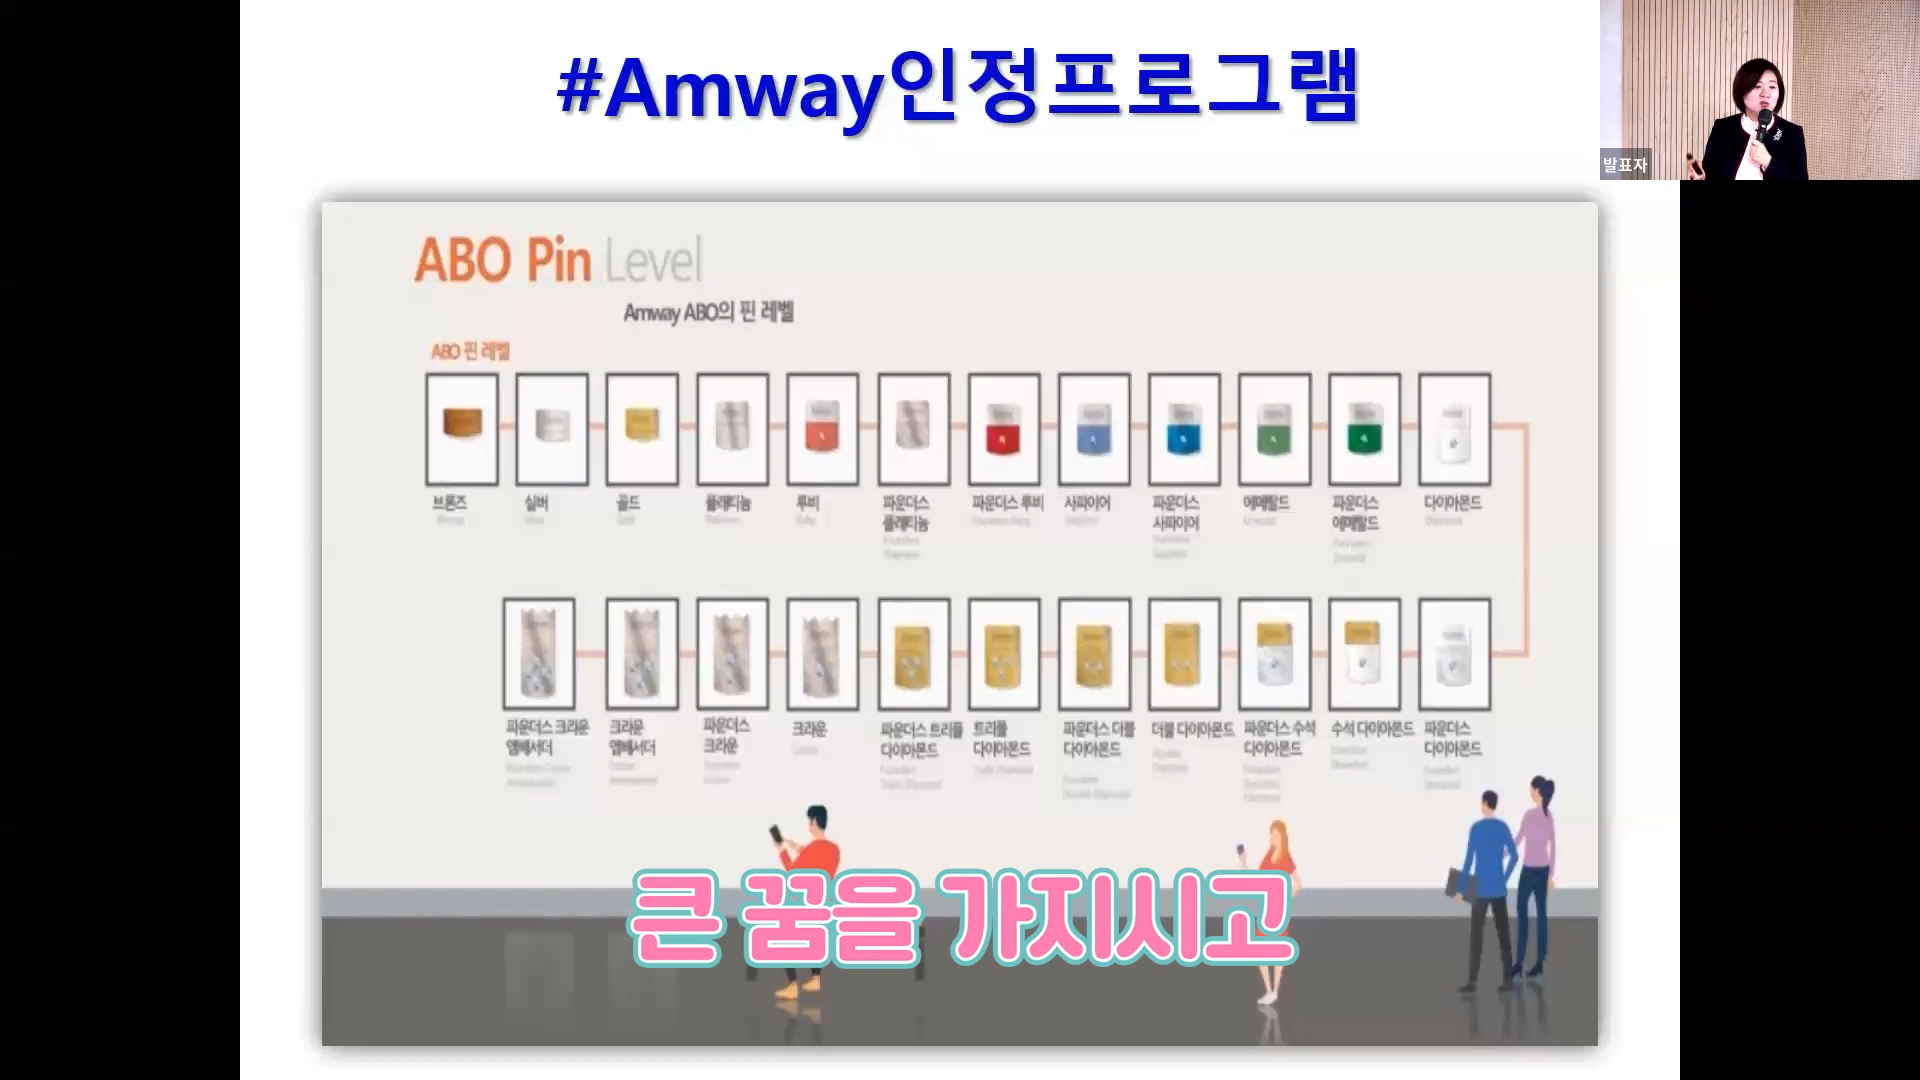 #Amway인정프로그램
발표자
ABO Pin Level
Amway ABO의 핀 레벨
ABO 핀 레벨
브론즈
실버
골드
플래티늄
루비
파운더스
플래티늄
파운더스 루비
사파이어
파운더스
사파이어
에메랄드
파운더스
에메랄드
다이아몬드
파운더스 크라운
앰배서더
크라운
앰배서더
파운더스
크라운
크라운
파운더스 트리플
다이아몬드
트리플
다이아몬드
파운더스 더블
다이아몬드
더블 다이아몬드
파운더스 수석
다이아몬드
수석 다이아몬드
파운더스
다이아몬드
큰 꿈을 가지시고